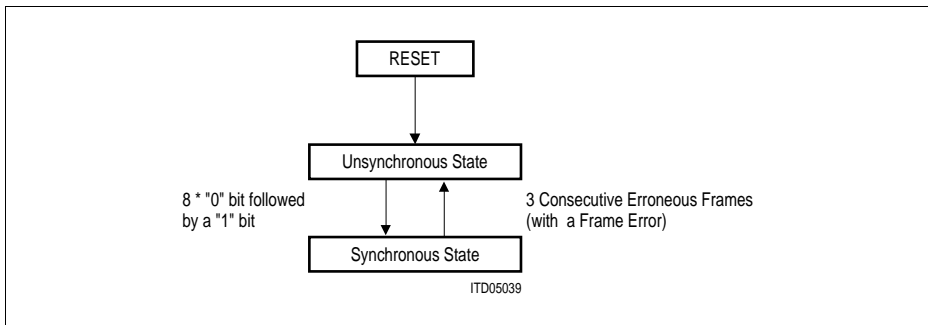 RESET
Unsynchronous State
8 * "0" bit followed
by a "1" bit
3 Consecutive Erroneous Frames
(with a Frame Error)
Synchronous State
ITD05039